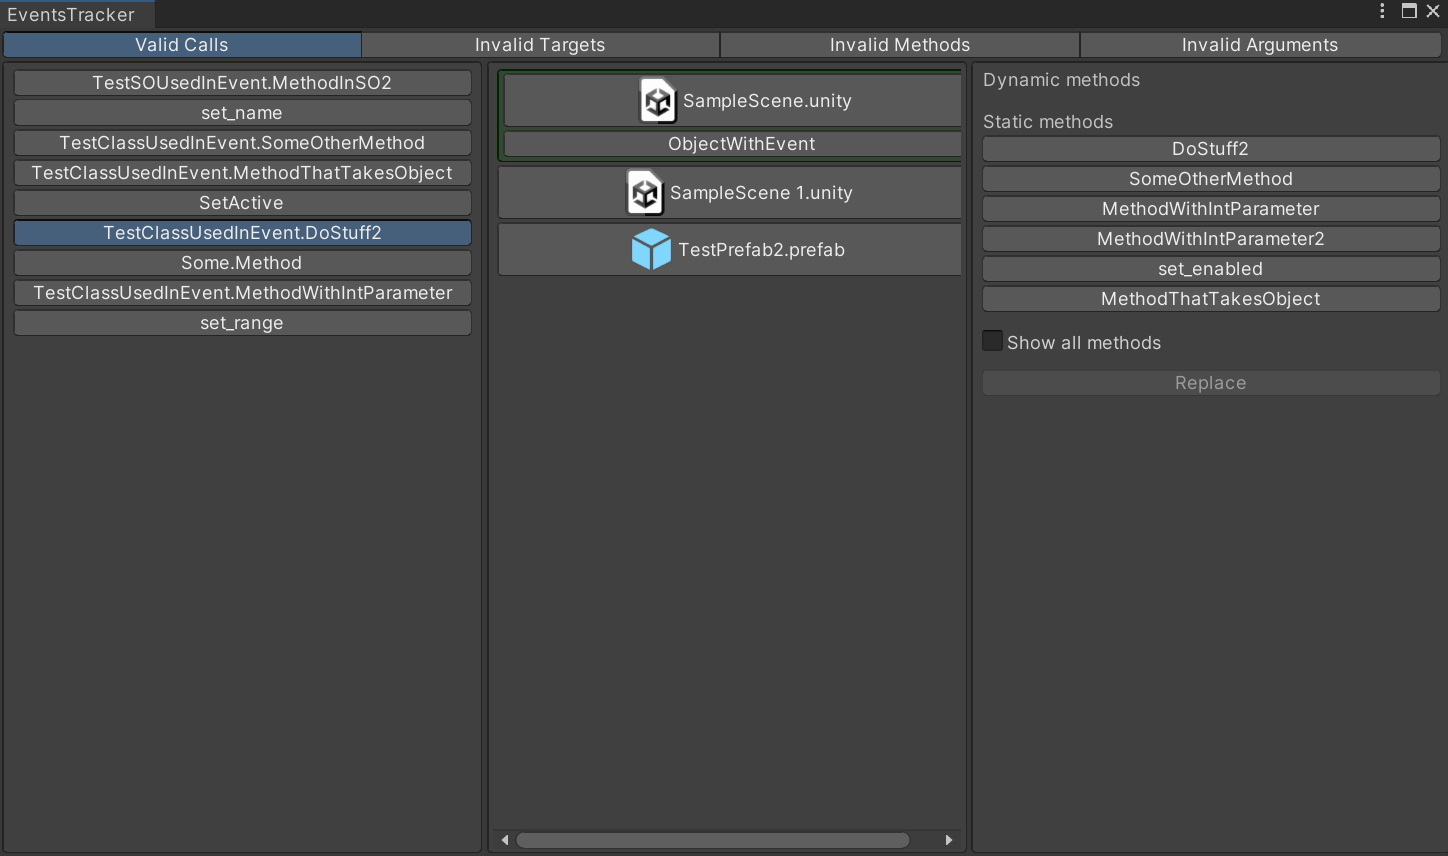 EventsTracker
Valid Calls
Invalid Targets
Invalid Methods
Invalid Arguments
TestSOUsedInEvent.MethodInSO2
set_name
TestClassUsedInEvent.SomeOtherMethod
TestClassUsedInEvent.MethodThatTakesObject
SetActive
TestClassUsedInEvent.DoStuff2
Some.Method
TestClassUsedInEvent.MethodWithIntParameter
set_range
SampleScene.unity
ObjectWithEvent
SampleScene 1.unity
TestPrefab2.prefab
Dynamic methods
Static methods
DoStuff2
SomeOtherMethod
MethodWithIntParameter
MethodWithIntParameter2
set_enabled
MethodThatTakesObject
Show all methods
Replace